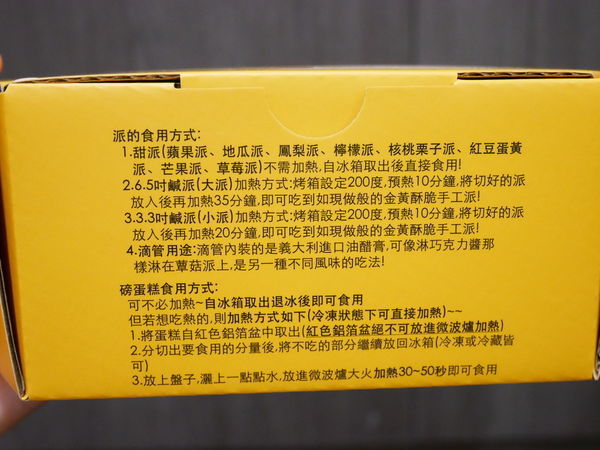 派的食用方式:
1.甜派(蘋果派、地瓜派、鳳梨派、檸檬派、核桃栗子派、紅豆蛋黃
派、芒果派、草莓派)不需加熱,自冰箱取出後直接食用!
2.6.5吋鹹派(大派)加熱方式:烤箱設定200度,預熱10分鐘,將切好的派
放入後再加熱35分鐘,即可吃到如現做般的金黃酥脆手工派!
3.3.3吋鹹派(小派)加熱方式:烤箱設定200度,預熱10分鐘,將切好的派
放入後再加熱20分鐘,即可吃到如現做般的金黃酥脆手工派!
4.滴管用途:滴管內裝的是義大利進口油醋膏,可像淋巧克力醬那
樣淋在蕈菇派上,是另一種不同風味的吃法!
磅蛋糕食用方式:
可不必加熱~自冰箱取出退冰後即可食用
但若想吃熱的,則加熱方式如下(冷凍狀態下可直接加熱)~~
1.將蛋糕自紅色鋁箔盆中取出(紅色鋁箔盆絕不可放進微波爐加熱)
2.分切出要食用的分量後,將不吃的部分繼續放回冰箱(冷凍或冷藏皆
可)
3.放上盤子,灑上一點點水,放進微波爐大火加熱30~50秒即可食用